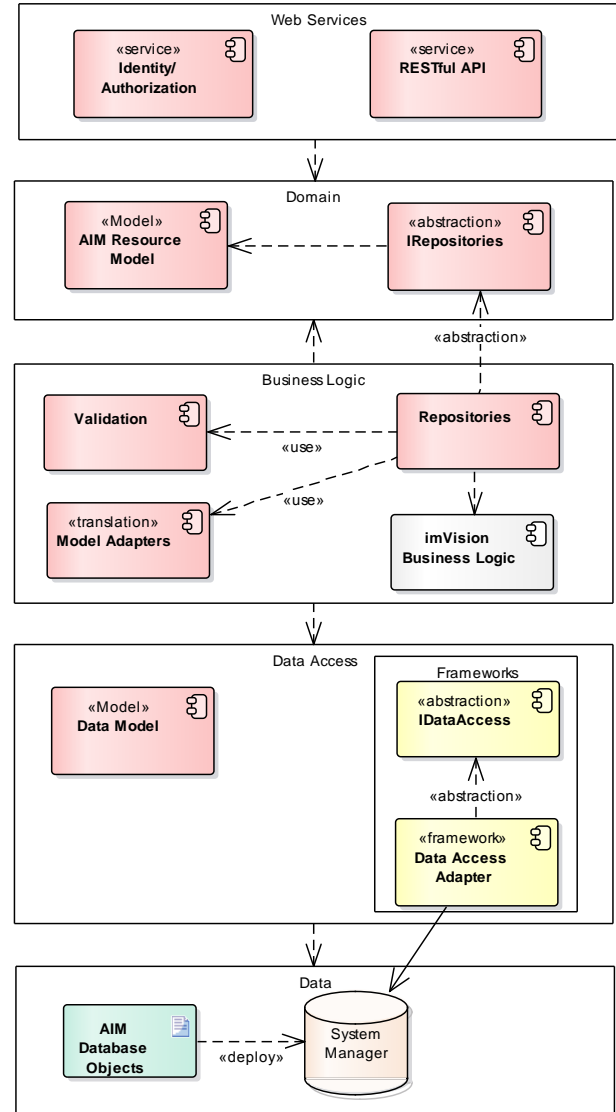 Web Services
«service»
Identity/
Authorization
«service»
RESTful API
Domain
«Model»
AIM Resource
Model
«abstraction»
IRepositories
«abstraction»
Business Logic
Validation
Repositories
«use»
«use»
«translation»
Model Adapters
imVision
Business Logic
Data Access
Frameworks
«Model»
Data Model
«abstraction»
IDataAccess
«abstraction»
«framework»
Data Access
Adapter
Data
AIM
Database
Objects
«deploy»
System
Manager